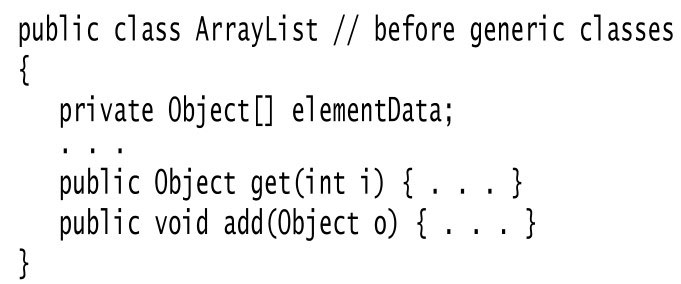 public class ArrayList // before generic classes
{
   private Object[] elementData;
   . . .
   public Object get(int i) { . . . }
   public void add(Object o) { . . . }
}